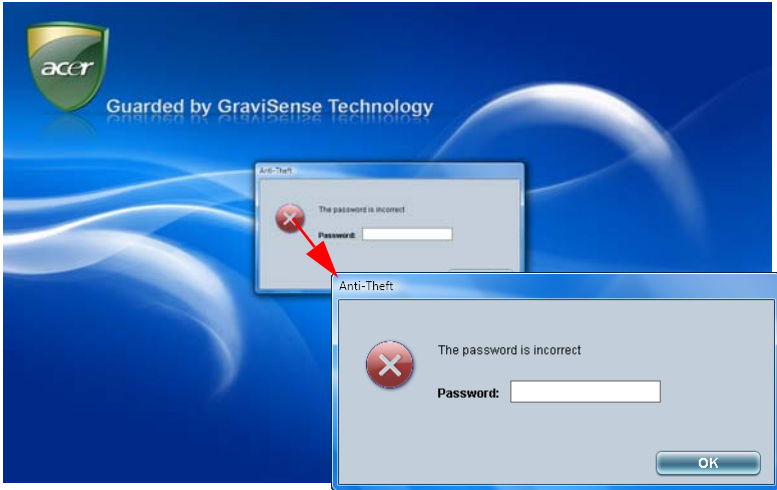 acer
Guarded by GraviSense Technology
Anti-Theft
The password is incorrect
Password:
Anti-Theft
The password is incorrect
Password:
OK